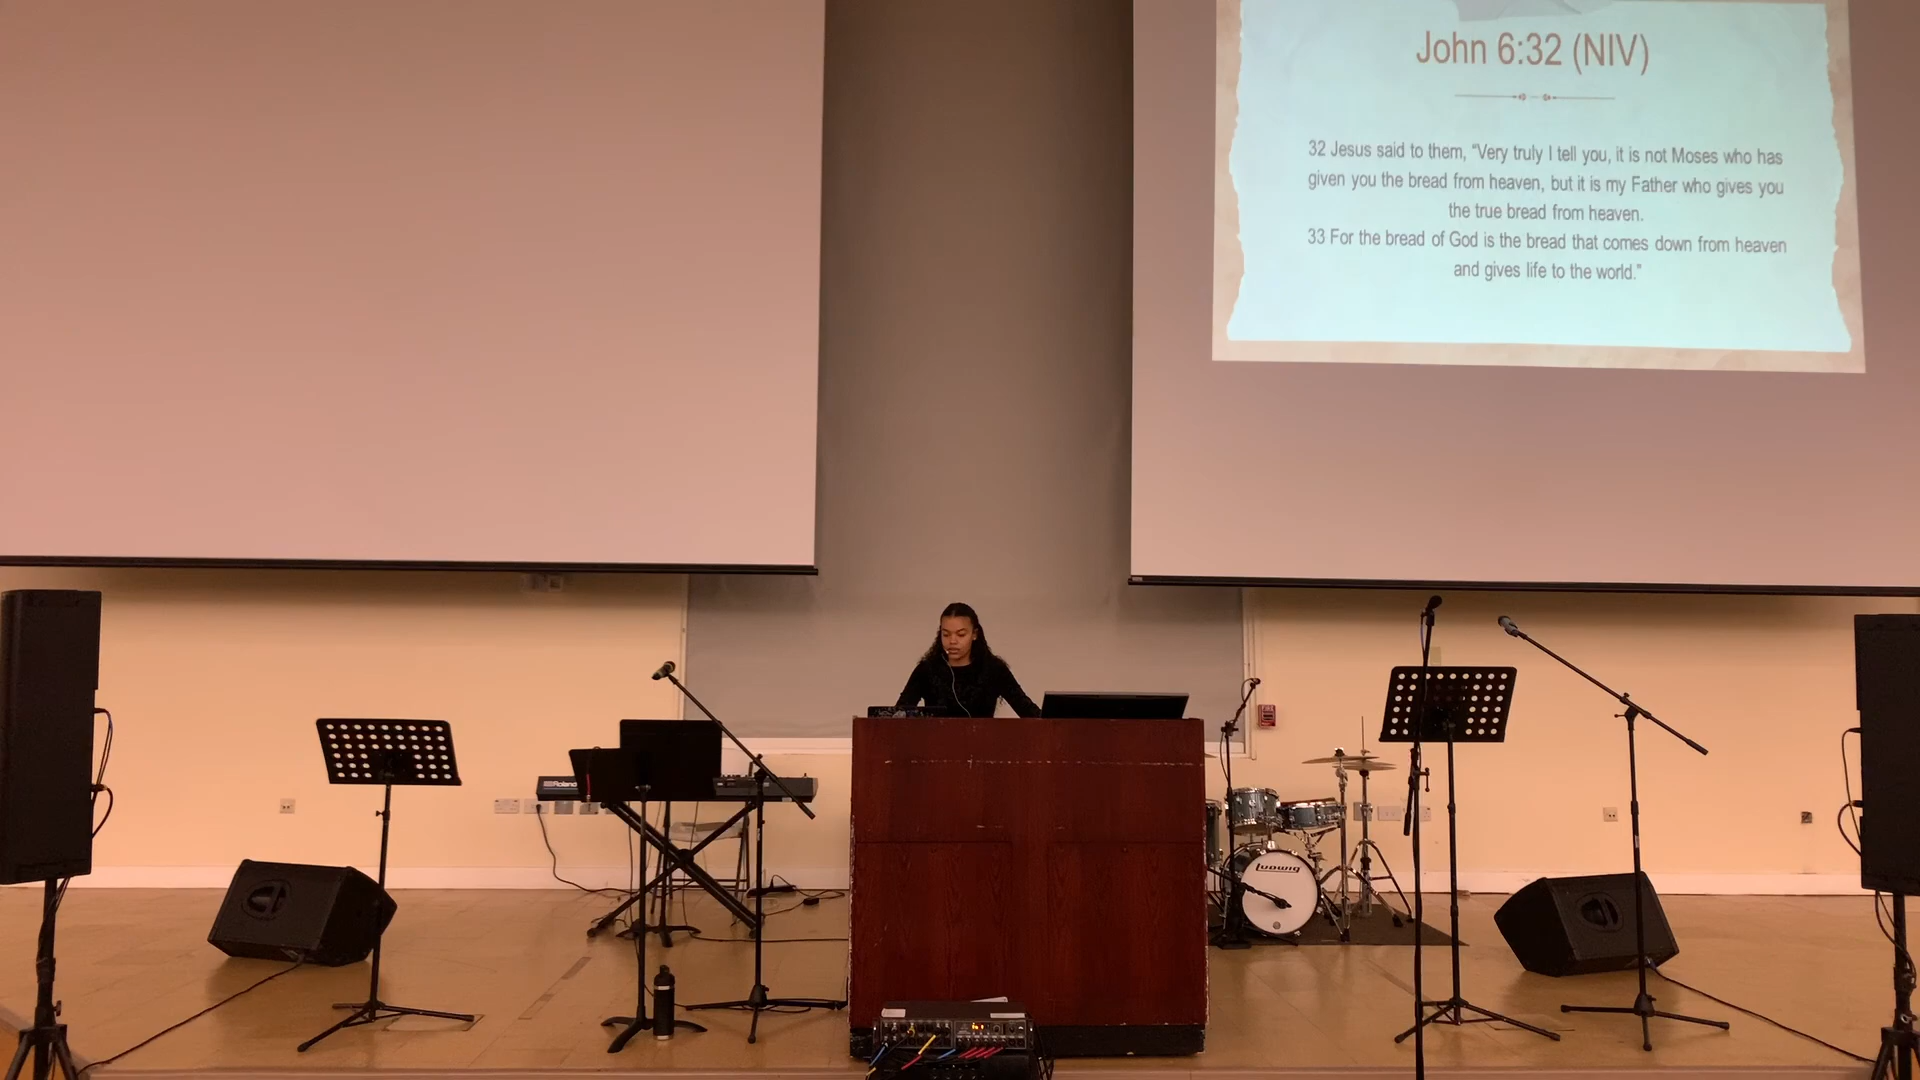 John 6:32 (NIV)
32 Jesus said to them, “Very truly I tell you, it is not Moses who has
given you the bread from heaven, but it is my Father who gives you
the true bread from heaven.
33 For the bread of God is the bread that comes down from heaven
and gives life to the world.”
Roland
FIRE
Ludwig